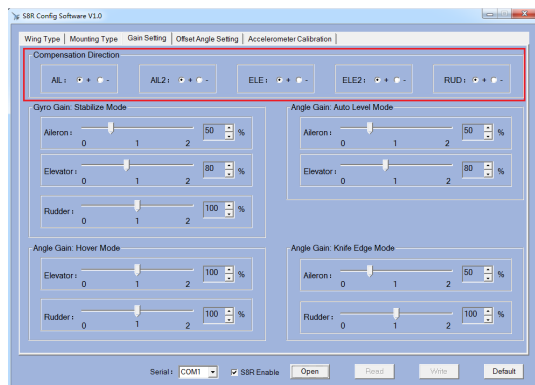 S8R Config Software V1.0
Wing Type Mounting Type Gain Setting Offset Angle Setting Accelerometer Calibration
Compensation Direction
AIL: + - AIL2: + - ELE: + - ELE2: + - RUD: + -
Gyro Gain: Stabilize Mode
Aileron: 50 %
0 1 2
Elevator: 80 %
0 1 2
Rudder: 100 %
0 1 2
Angle Gain: Auto Level Mode
Aileron: 50 %
0 1 2
Elevator: 80 %
0 1 2
Angle Gain: Hover Mode
Elevator: 100 %
0 1 2
Rudder: 100 %
0 1 2
Angle Gain: Knife Edge Mode
Aileron: 50 %
0 1 2
Rudder: 100 %
0 1 2
Serial: COM1 S8R Enable Open Read Write Default